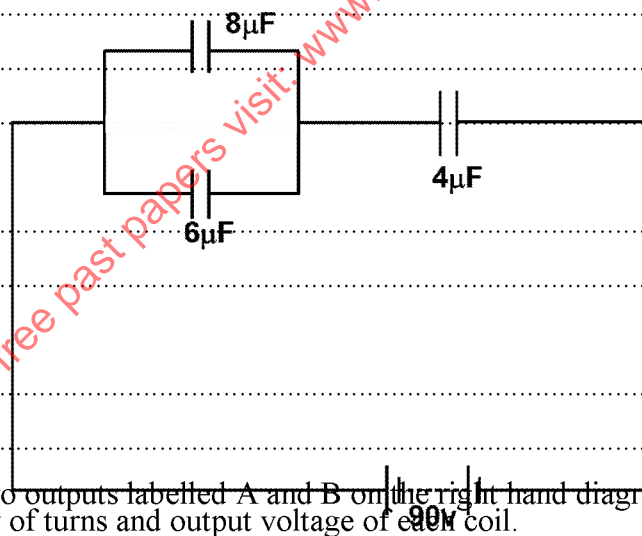 8µF
free past papers visit: www.
4µF
6µF
o outputs labelled A and B on the right hand diagr
of turns and output voltage of each coil.
90v